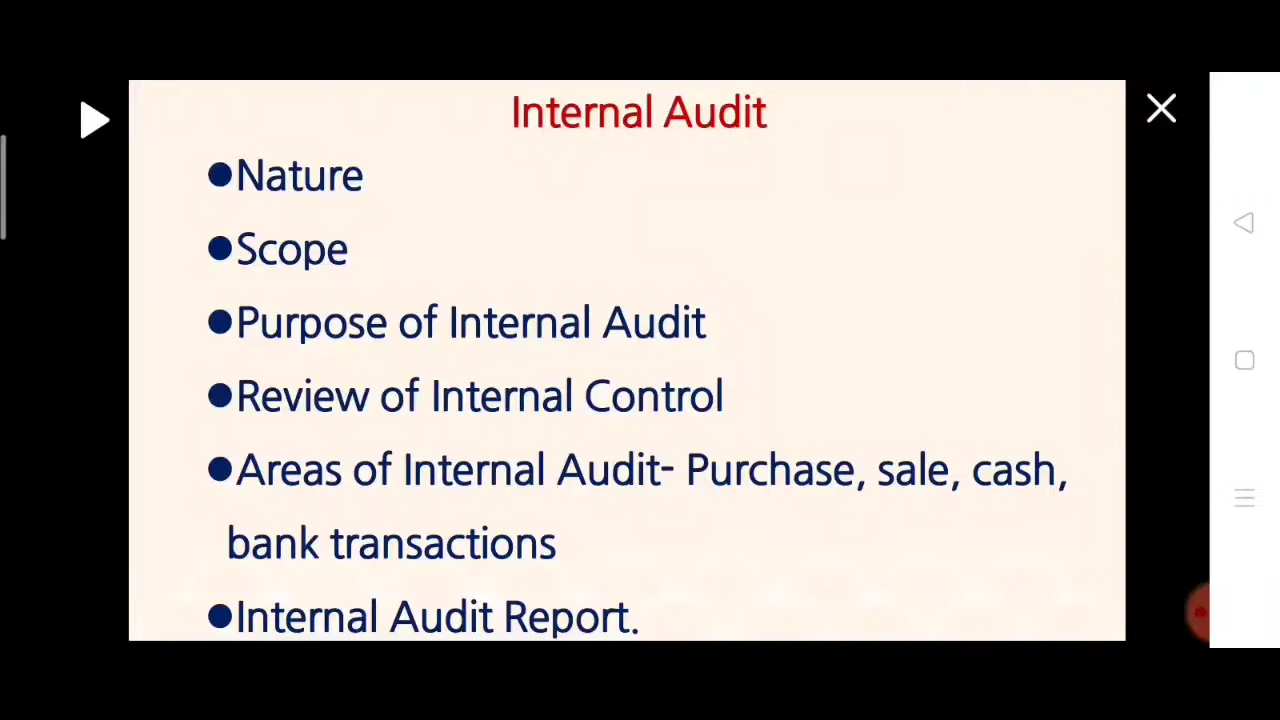 Internal Audit
●Nature
●Scope
●Purpose of Internal Audit
●Review of Internal Control
●Areas of Internal Audit- Purchase, sale, cash,
bank transactions
●Internal Audit Report.